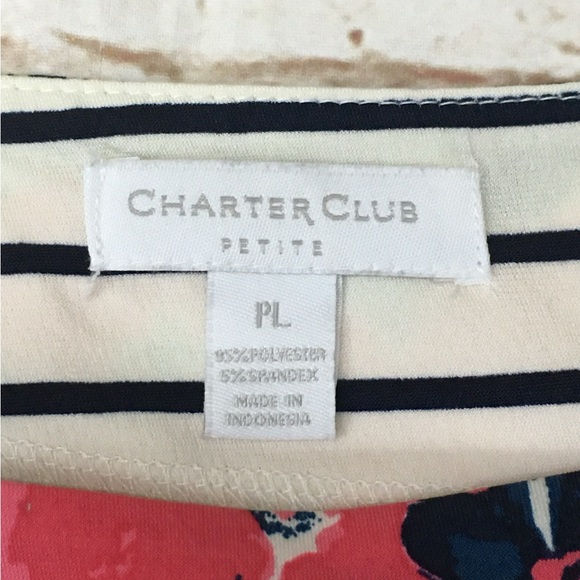 CHARTER CLUB
PETITE
PL
95% POLYESTER
5% SPANDEX
MADE IN
INDONESIA